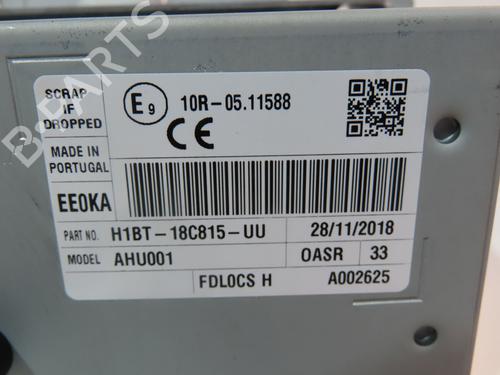 B-PARTS
SCRAP
IF
DROPPED
E9 10R-05.11588
CE
MADE IN
PORTUGAL
EE0KA
PART NO. H1BT-18C815-UU 28/11/2018
MODEL AHU001 OASR 33
FDLOCS H A002625